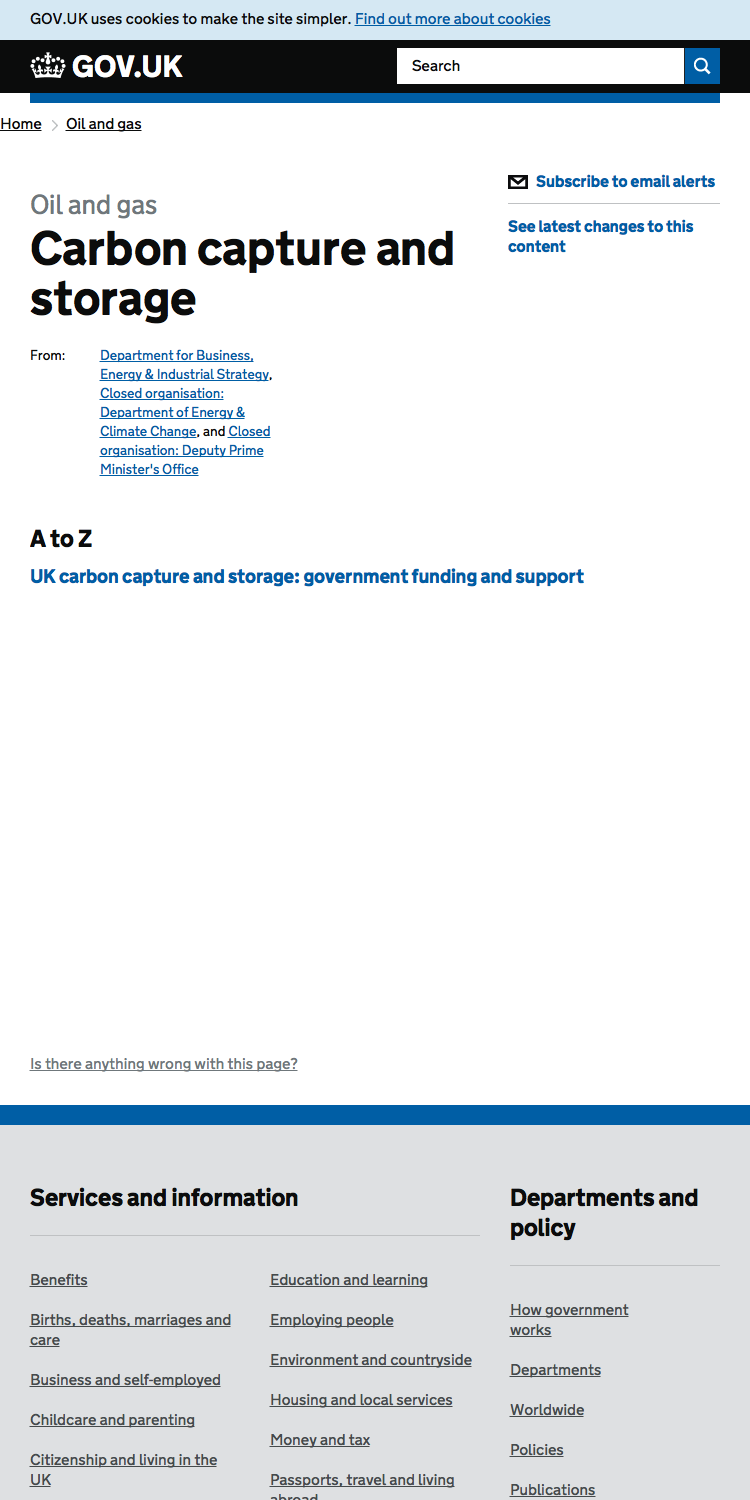 GOV.UK uses cookies to make the site simpler. Find out more about cookies
GOV.UK
Search
Home
Oil and gas
Subscribe to email alerts
See latest changes to this
content
Oil and gas
Carbon capture and
storage
From:
Department for Business,
Energy & Industrial Strategy,
Closed organisation:
Department of Energy &
Climate Change, and Closed
organisation: Deputy Prime
Minister's Office
A to Z
UK carbon capture and storage: government funding and support
Is there anything wrong with this page?
Services and information
Benefits
Births, deaths, marriages and
care
Business and self-employed
Childcare and parenting
Citizenship and living in the
UK
Education and learning
Employing people
Environment and countryside
Housing and local services
Money and tax
Passports, travel and living
abroad
Departments and
policy
How government
works
Departments
Worldwide
Policies
Publications